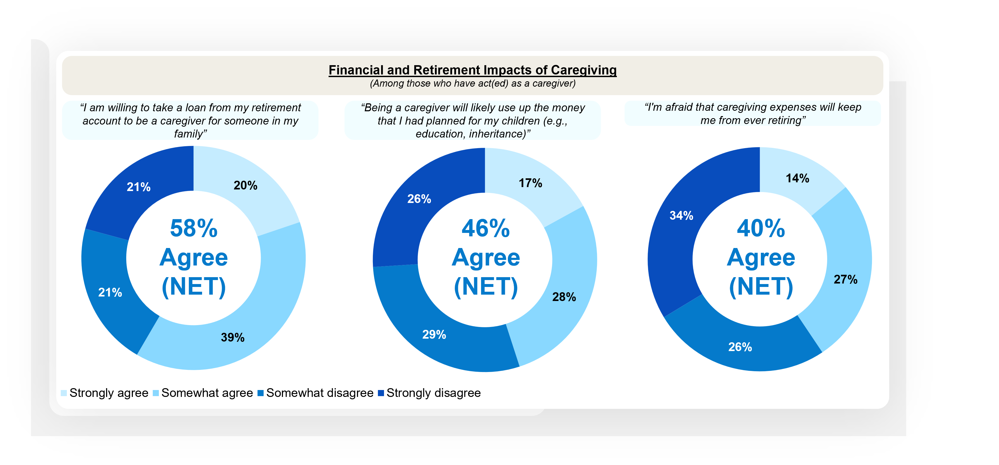 Financial and Retirement Impacts of Caregiving
(Among those who have act(ed) as a caregiver)
“I am willing to take a loan from my retirement
account to be a caregiver for someone in my
family”
“Being a caregiver will likely use up the money
that I had planned for my children (e.g.,
education, inheritance)”
“I'm afraid that caregiving expenses will keep
me from ever retiring”
20%
39%
21%
21%
58%
Agree
(NET)
17%
28%
29%
26%
46%
Agree
(NET)
14%
27%
26%
34%
40%
Agree
(NET)
Strongly agree Somewhat agree Somewhat disagree Strongly disagree